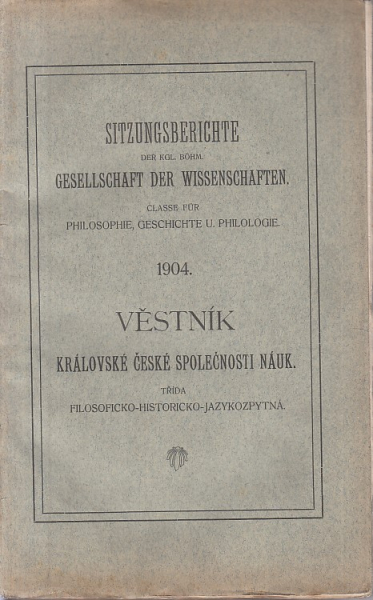 SITZUNGSBERICHTE
DER KGL. BÖHM.
GESELLSCHAFT DER WISSENSCHAFTEN.
CLASSE FÜR
PHILOSOPHIE, GESCHICHTE U. PHILOLOGIE.
1904.
VĚSTNÍK
KRÁLOVSKÉ ČESKÉ SPOLEČNOSTI NÁUK.
TŘÍDA
FILOSOFICKO-HISTORICKO-JAZYKOZPYTNÁ.